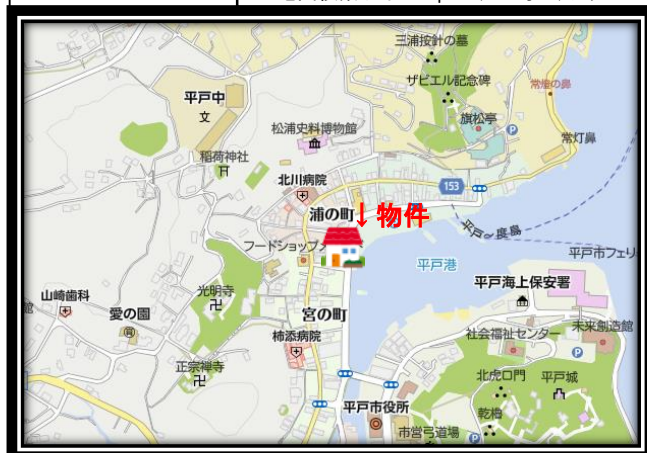 三浦按針の墓
ザビエル記念碑
常燈の鼻
平戸中
文
旗松亭
P
松浦史料博物館
常灯鼻
稲荷神社
北川病院
153
浦の町
↓物件
平戸~度島
フードショップ
平戸港
平戸市フェリ
平戸海上保安署
山崎歯科
光明寺
愛の園
宮の町
社会福祉センター
未来創造館
柿添病院
P
正宗禅寺
北虎口門
平戸城
平戸市役所
乾櫓
市営弓道場
P